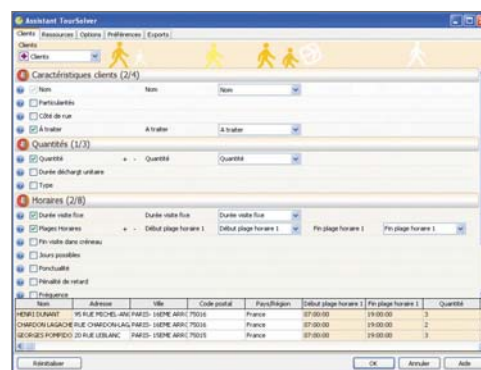 Assistant TourSolver
Clients Ressources Options Préférences Exports
Clients
Clients
Caractéristiques clients (2/4)
Nom Nom Nom
Particularités
Côté de rue
A traiter A traiter A traiter
Quantités (1/3)
Quantité + - Quantité Quantité
Durée déchargt unitaire
Type
Horaires (2/8)
Durée visite fixe Durée visite fixe Durée visite fixe
Plages Horaires + - Début plage horaire 1 Début plage horaire 1 Fin plage horaire 1 Fin plage horaire 1
Fin visite dans créneau
Jours possibles
Ponctualité
Pénalité de retard
Fréquence
Nom Adresse Ville Code postal Pays/Région Début plage horaire 1 Fin plage horaire 1 Quantité
HENRI DUNANT 95 RUE MICHEL-ANG PARIS- 16EME ARRC 75016 France 07:00:00 19:00:00 3
CHARDON LAGACHE RUE CHARDON-LAG PARIS- 16EME ARRC 75016 France 07:00:00 19:00:00 2
GEORGES POMPIDO 20 RUE LEBLANC PARIS- 15EME ARRC 75015 France 07:00:00 19:00:00 3
Réinitialiser OK Annuler Aide